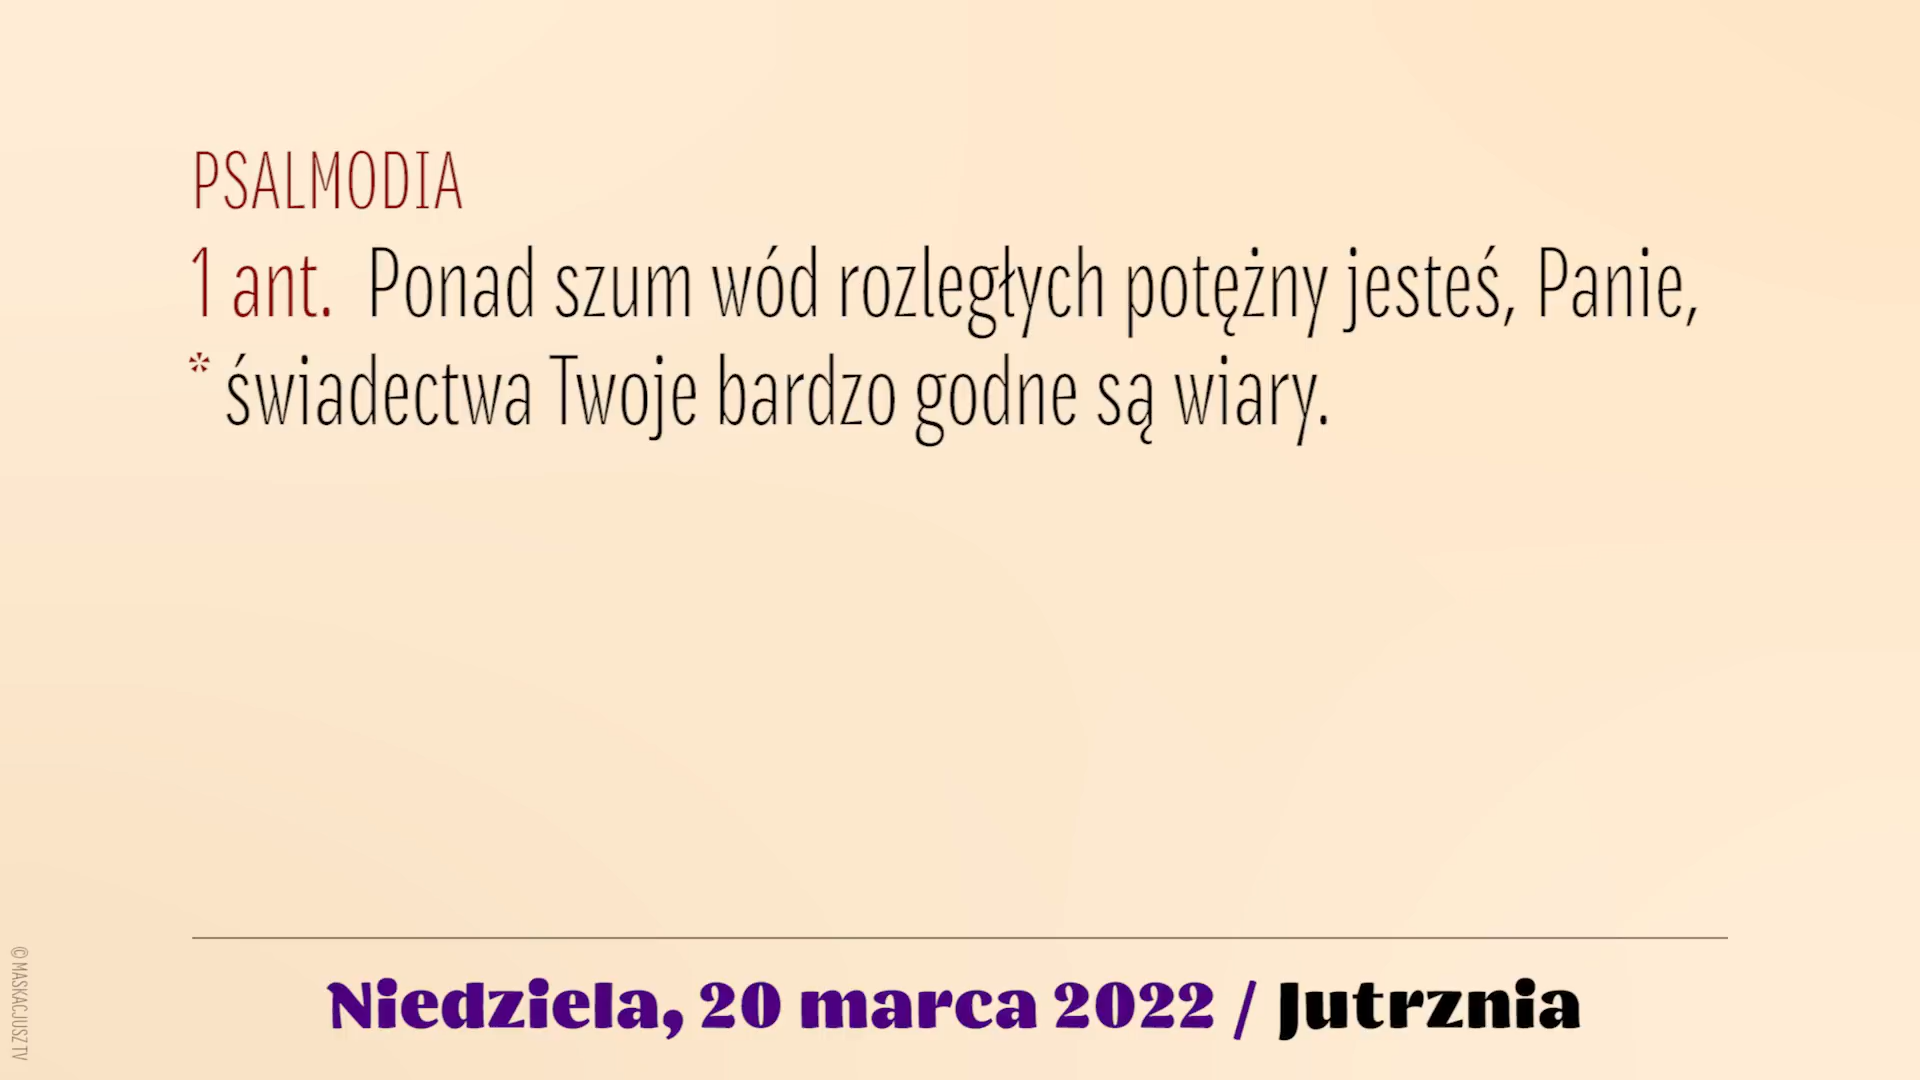 PSALMODIA
1 ant. Ponad szum wód rozległych potężny jesteś, Panie,
* świadectwa Twoje bardzo godne są wiary.
Niedziela, 20 marca 2022 / Jutrznia
© MASKACJUSZ TV